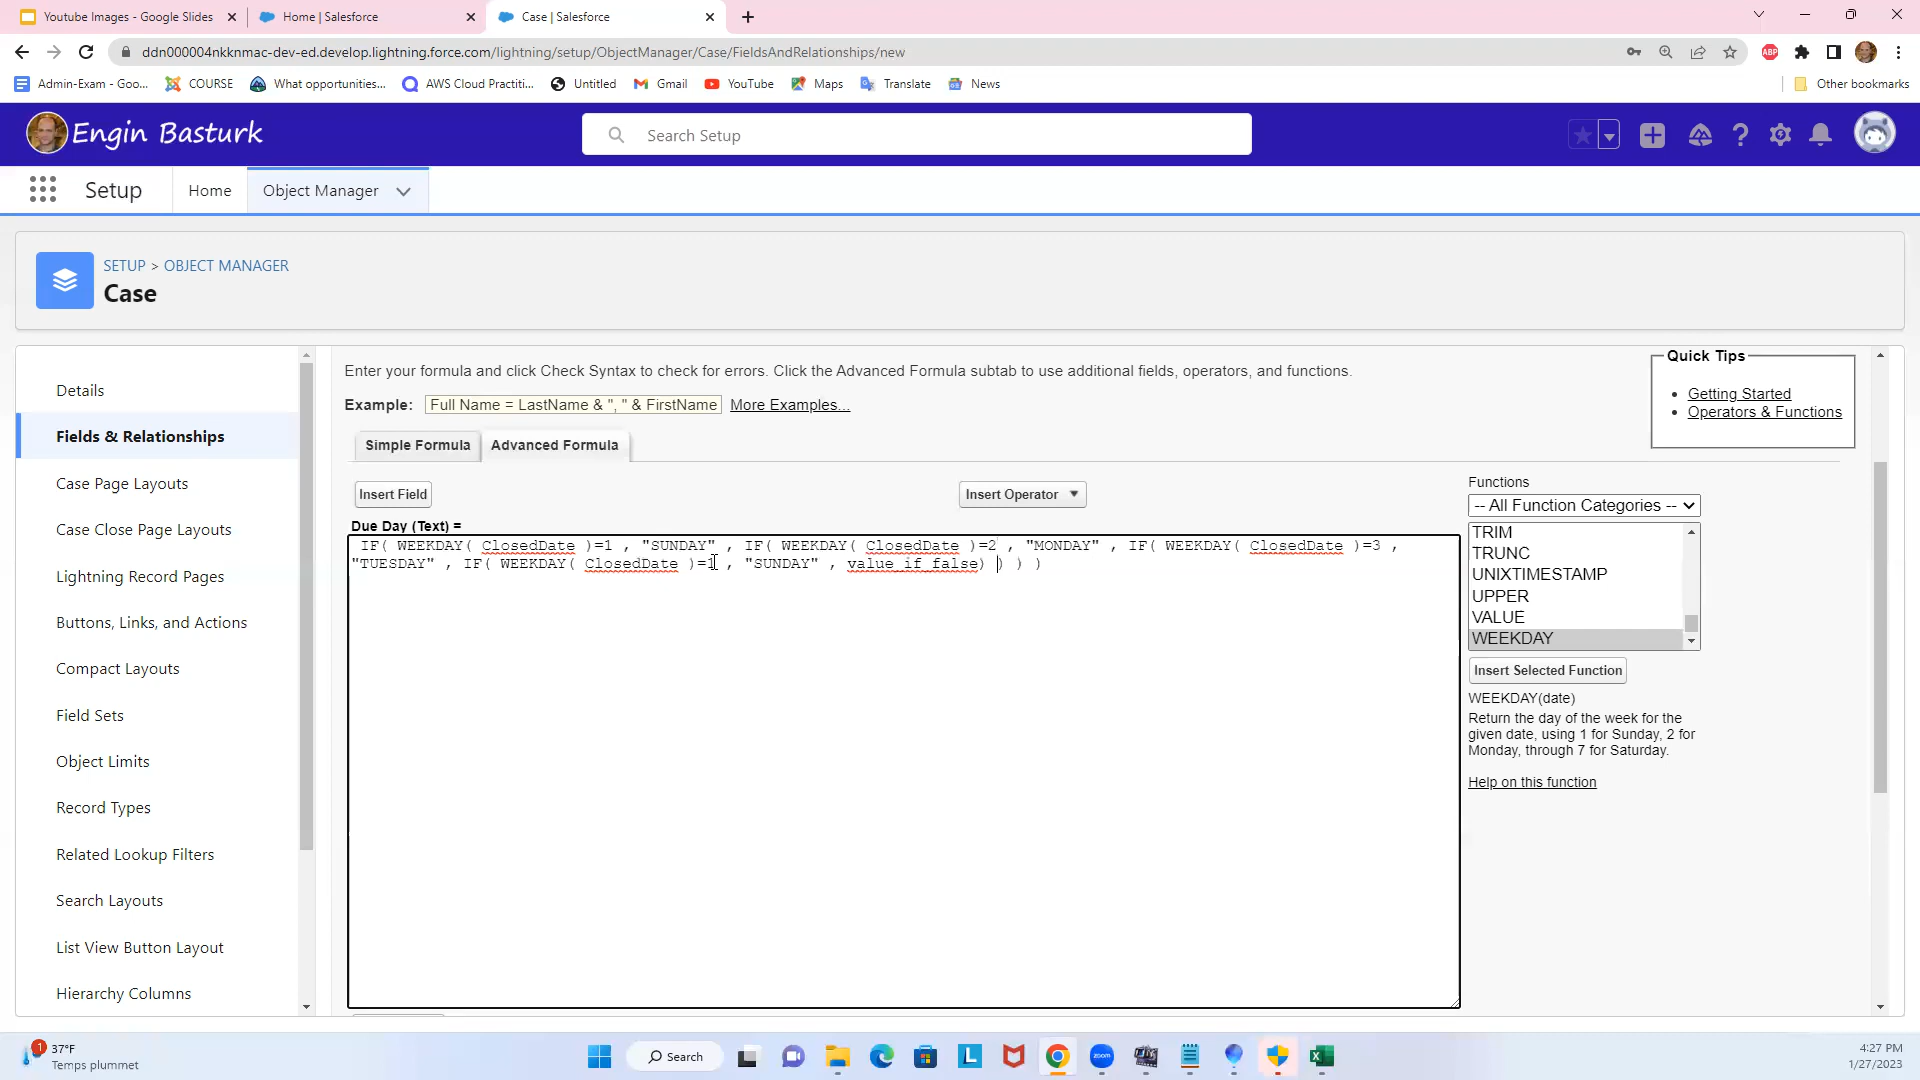 Youtube Images - Google Slides
Home | Salesforce
Case | Salesforce
ddn000004nkknmac-dev-ed.develop.lightning.force.com/lightning/setup/ObjectManager/Case/FieldsAndRelationships/new
ABP
Admin-Exam - Goo...
COURSE
What opportunities...
AWS Cloud Practiti...
Untitled
Gmail
YouTube
Maps
Translate
News
Other bookmarks
Engin Basturk
Search Setup
Setup
Home
Object Manager
SETUP > OBJECT MANAGER
Case
Details
Fields & Relationships
Case Page Layouts
Case Close Page Layouts
Lightning Record Pages
Buttons, Links, and Actions
Compact Layouts
Field Sets
Object Limits
Record Types
Related Lookup Filters
Search Layouts
List View Button Layout
Hierarchy Columns
Enter your formula and click Check Syntax to check for errors. Click the Advanced Formula subtab to use additional fields, operators, and functions.
Example: Full Name = LastName & ", " & FirstName More Examples...
Quick Tips
Getting Started
Operators & Functions
Simple Formula
Advanced Formula
Insert Field
Insert Operator
Due Day (Text) =
IF( WEEKDAY( ClosedDate )=1 , "SUNDAY" , IF( WEEKDAY( ClosedDate )=2 , "MONDAY" , IF( WEEKDAY( ClosedDate )=3 ,
"TUESDAY" , IF( WEEKDAY( ClosedDate )=1 , "SUNDAY" , value_if_false) ) ) )
Functions
-- All Function Categories --
TRIM
TRUNC
UNIXTIMESTAMP
UPPER
VALUE
WEEKDAY
Insert Selected Function
WEEKDAY(date)
Return the day of the week for the
given date, using 1 for Sunday, 2 for
Monday, through 7 for Saturday.
Help on this function
1
37°F
Temps plummet
Search
L
zoom
4:27 PM
1/27/2023